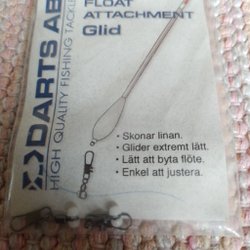 FLOAT
ATTACHMENT
Glid
DARTS AB
HIGH QUALITY FISHING TACKLE
· Skonar linan.
· Glider extremt lätt.
· Lätt att byta flöte.
· Enkel att justera.